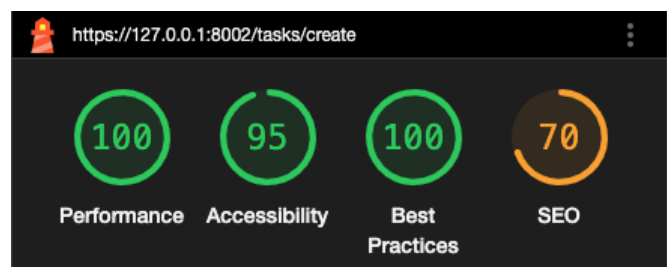 https://127.0.0.1:8002/tasks/create
100 95 100 70
Performance Accessibility Best SEO
Practices